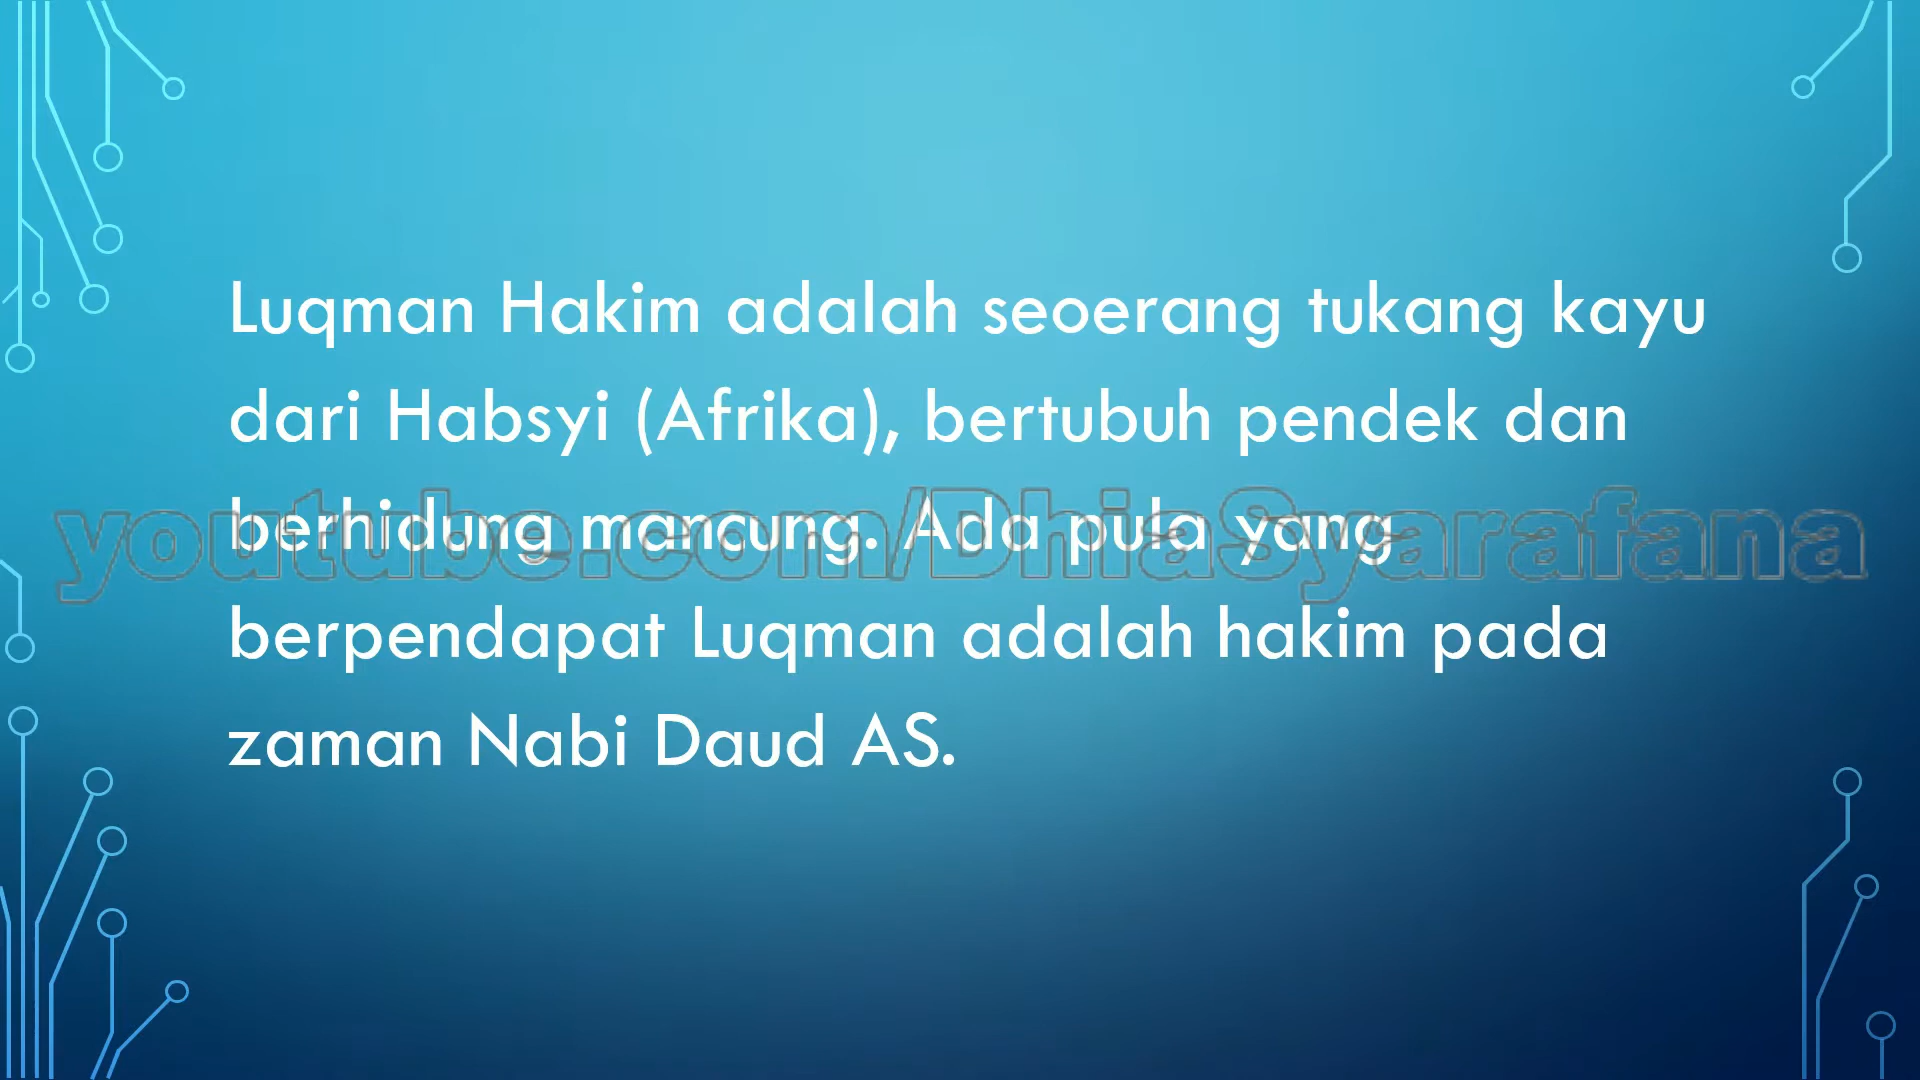 Luqman Hakim adalah seoerang tukang kayu
dari Habsyi (Afrika), bertubuh pendek dan
berhidung mancung. Ada pula yang
youtube.com/DhiaSyarafana
berpendapat Luqman adalah hakim pada
zaman Nabi Daud AS.